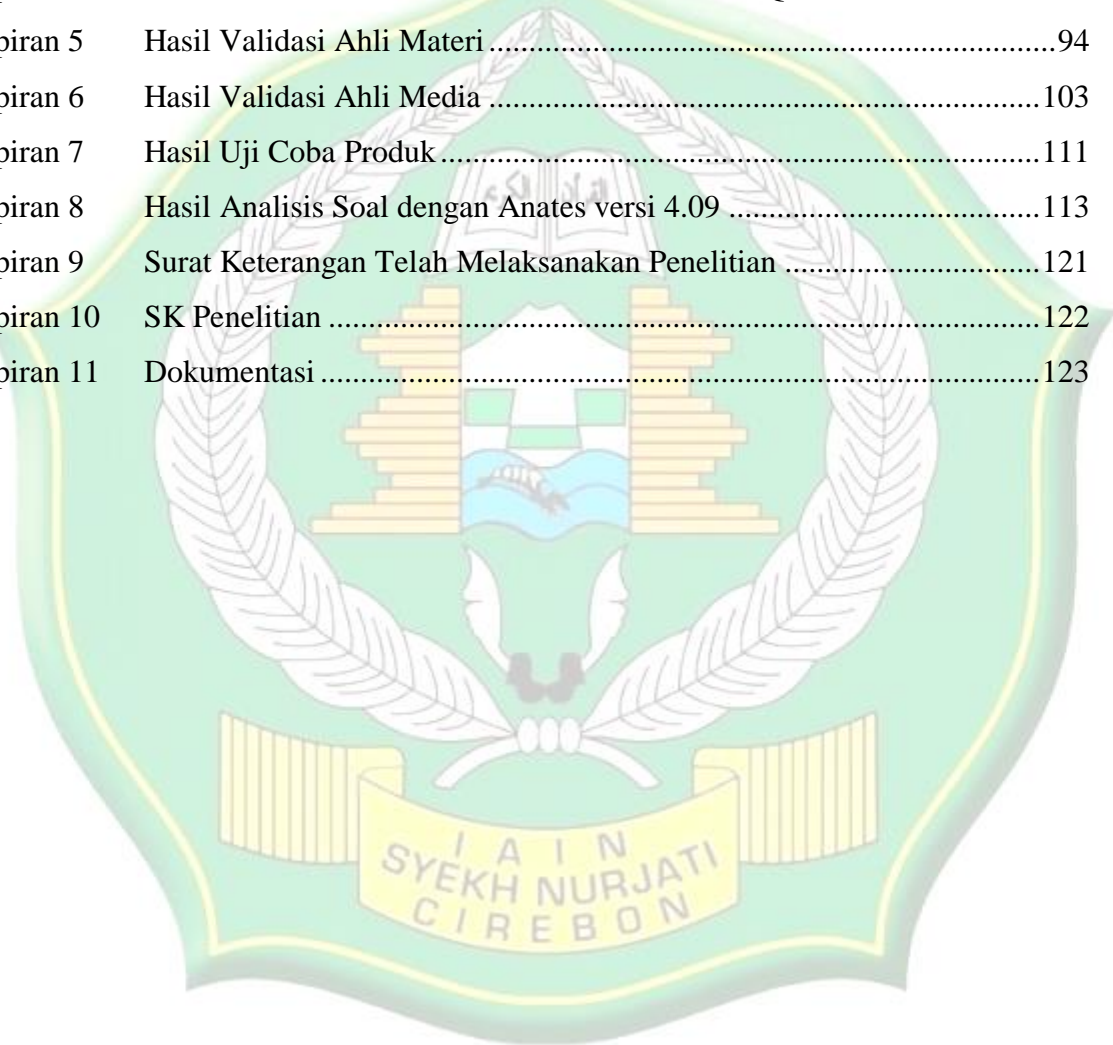 piran 5 Hasil Validasi Ahli Materi ........................................................................94
piran 6 Hasil Validasi Ahli Media ......................................................................103
piran 7 Hasil Uji Coba Produk ............................................................................111
piran 8 Hasil Analisis Soal dengan Anates versi 4.09 .......................................113
piran 9 Surat Keterangan Telah Melaksanakan Penelitian ................................121
piran 10 SK Penelitian ..........................................................................................122
piran 11 Dokumentasi ...........................................................................................123
IAIN
SYEKH NURJATI
CIREBON